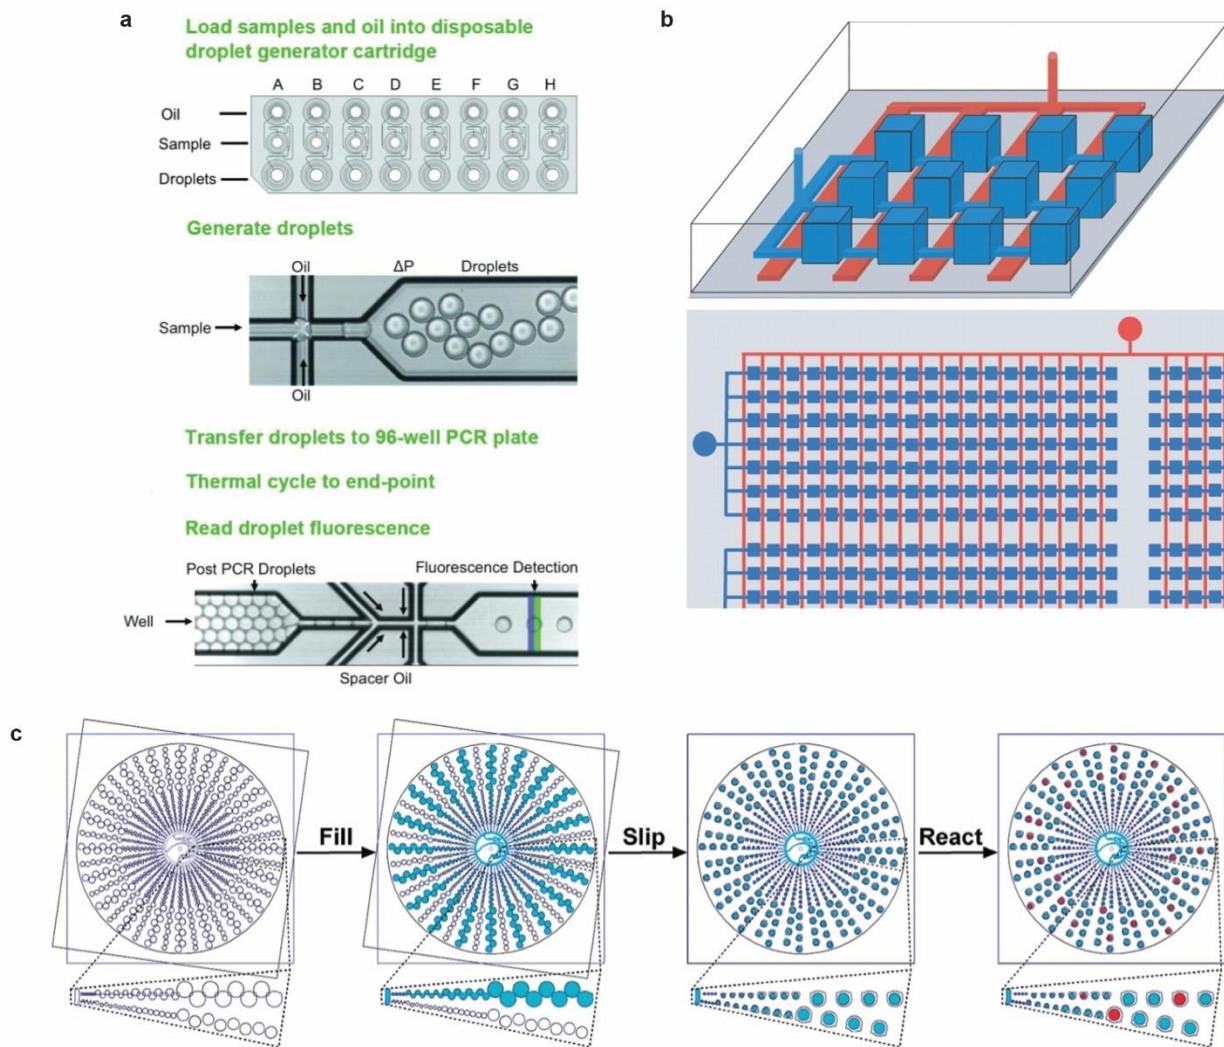 a
Load samples and oil into disposable
droplet generator cartridge
A B C D E F G H
Oil
Sample
Droplets
Generate droplets
Oil ΔP Droplets
Sample
Oil
Transfer droplets to 96-well PCR plate
Thermal cycle to end-point
Read droplet fluorescence
Post PCR Droplets Fluorescence Detection
Well
Spacer Oil
b
c
Fill
Slip
React